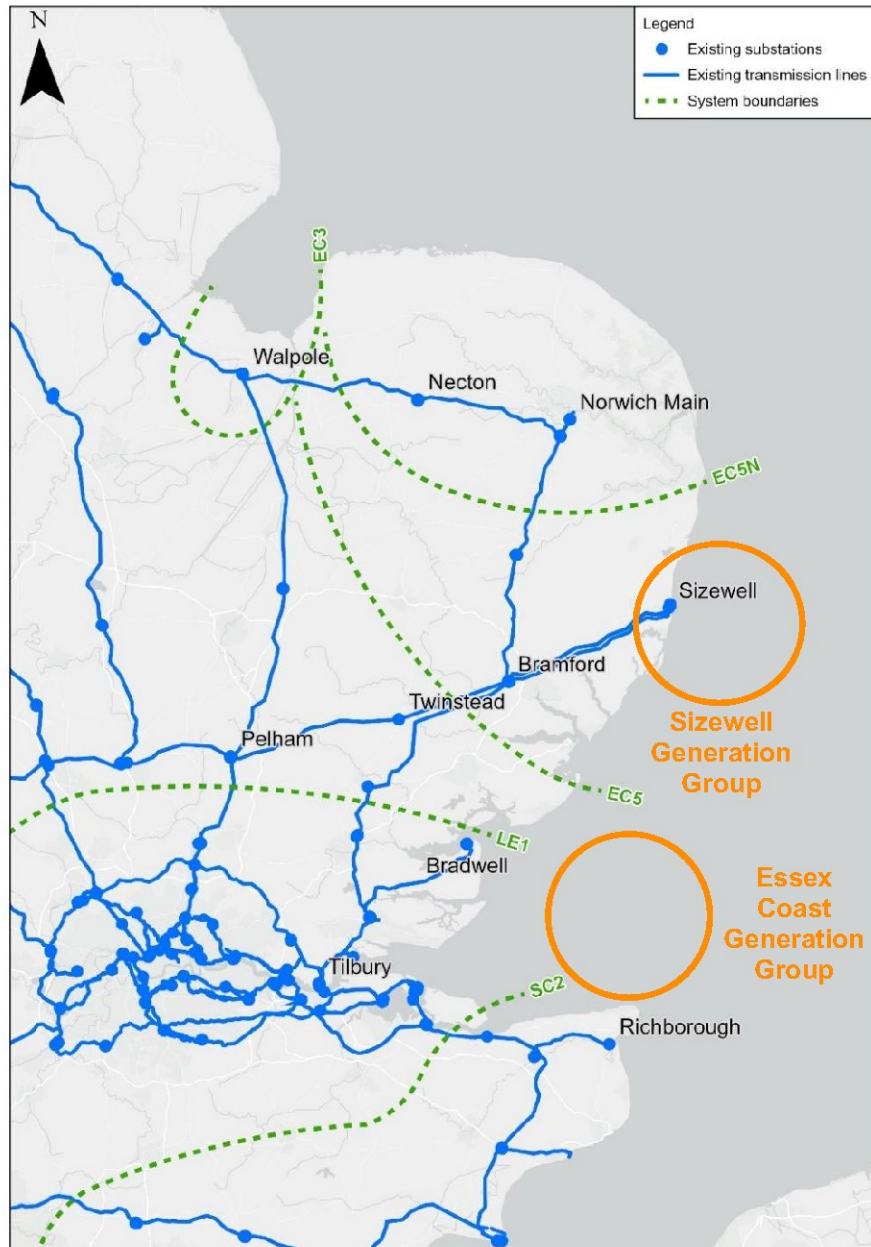 N
Legend
Existing substations
Existing transmission lines
System boundaries
EC3
Walpole
Necton
Norwich Main
EC5N
Sizewell
Bramford
Twinstead
Sizewell
Generation
Group
Pelham
EC5
LE1
Bradwell
Essex
Coast
Generation
Group
Tilbury
SC2
Richborough